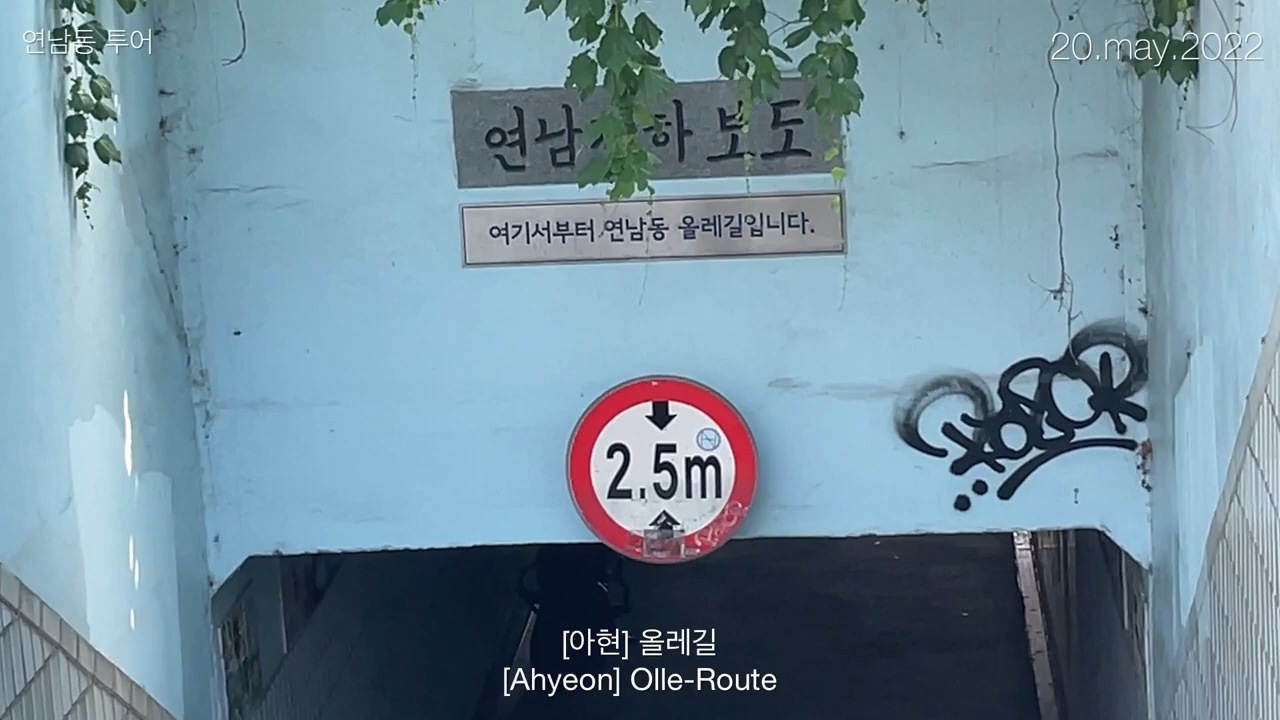 연남동 투어
20.may.2022
연남지하 보도
여기서부터 연남동 올레길입니다.
2.5m
[아현] 올레길
[Ahyeon] Olle-Route